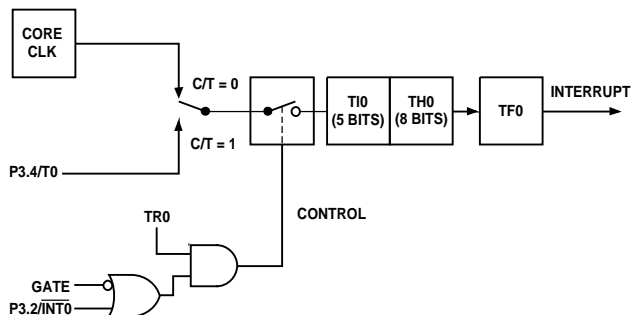 CORE
CLK
C/T = 0
C/T = 1
P3.4/T0
TI0
(5 BITS)
TH0
(8 BITS)
TF0
INTERRUPT
CONTROL
TR0
GATE
P3.2/INT0